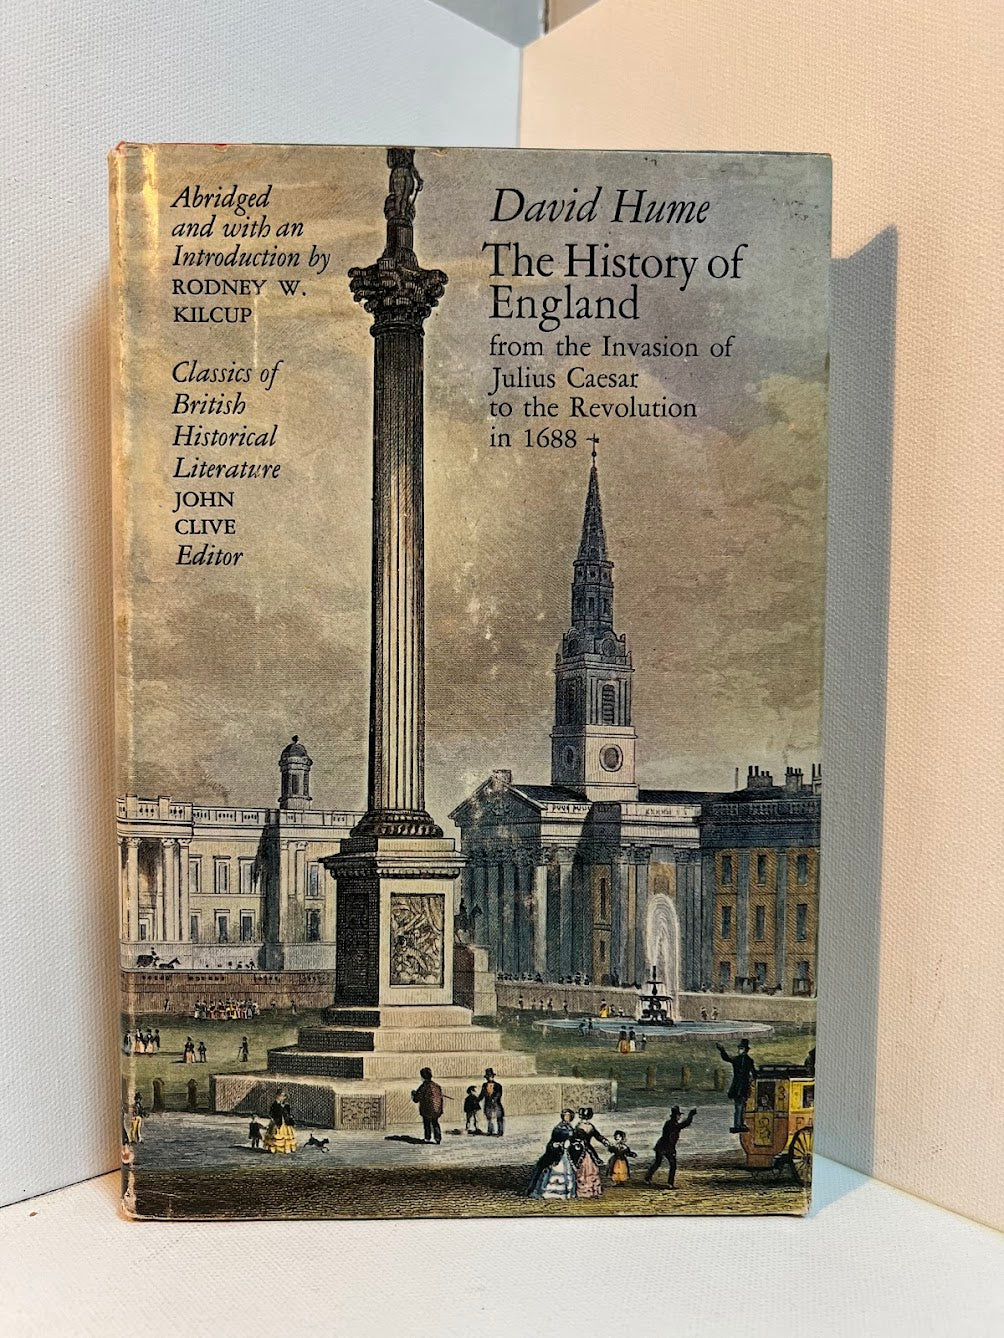 Abridged
and with an
Introduction by
RODNEY W.
KILCUP
Classics of
British
Historical
Literature
JOHN
CLIVE
Editor
David Hume
The History of
England
from the Invasion of
Julius Caesar
to the Revolution
in 1688